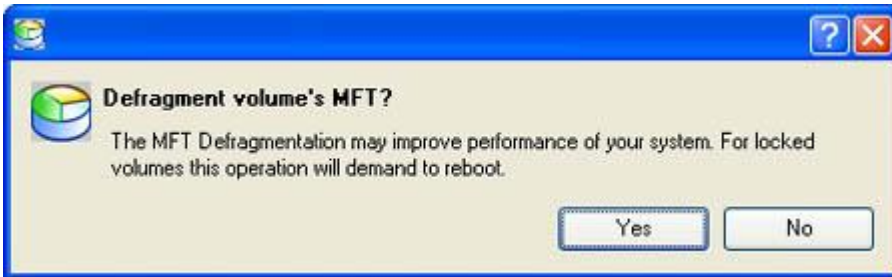 ?
Defragment volume's MFT?
The MFT Defragmentation may improve performance of your system. For locked
volumes this operation will demand to reboot.
Yes No